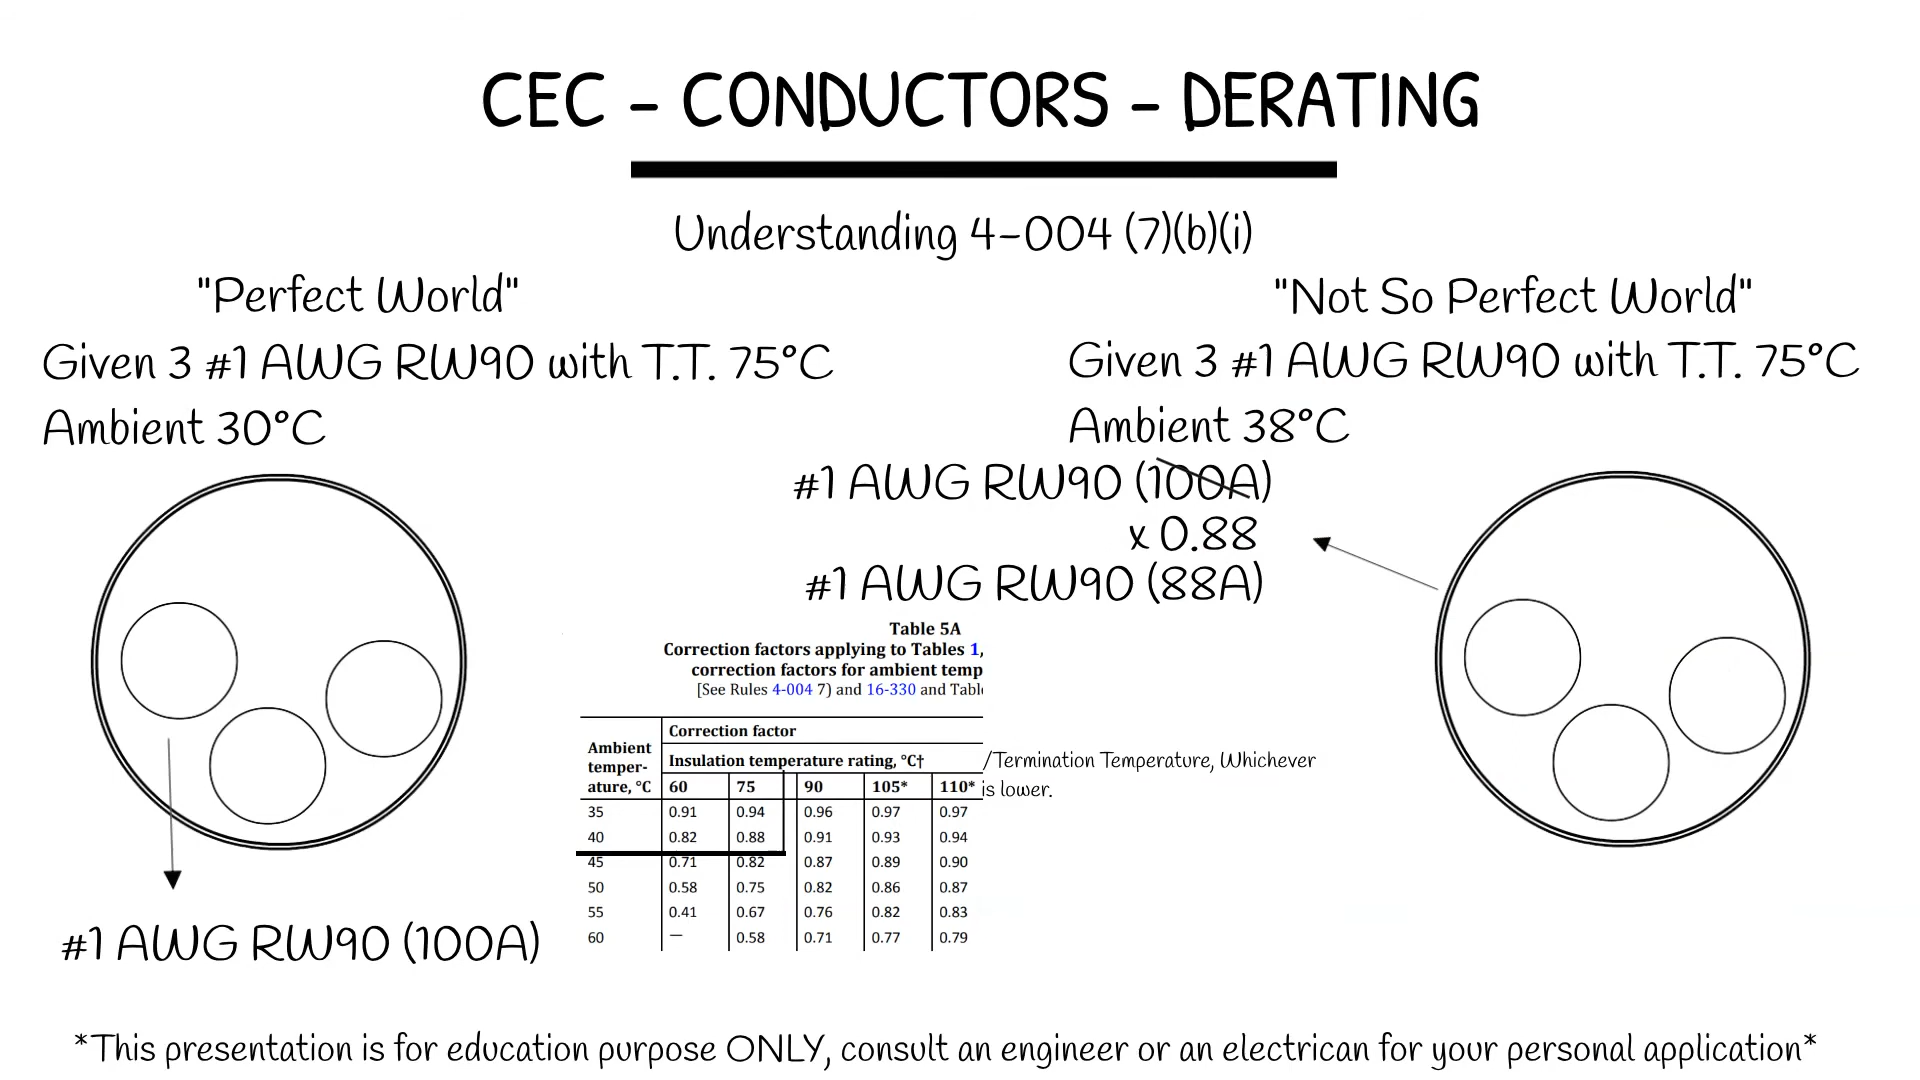 CEC - CONDUCTORS - DERATING
Understanding 4-004 (7)(b)(i)
"Perfect World"
Given 3 #1 AWG RW90 with T.T. 75°C
Ambient 30°C
#1 AWG RW90 (100A)
"Not So Perfect World"
Given 3 #1 AWG RW90 with T.T. 75°C
Ambient 38°C
#1 AWG RW90 (100A)
x 0.88
#1 AWG RW90 (88A)
Table 5A
Correction factors applying to Tables 1,
correction factors for ambient temp
[See Rules 4-004 7) and 16-330 and Tabl
Correction factor
Insulation temperature rating, °C†
/Termination Temperature, Whichever
is lower.
Ambient
temper-
ature, °C 60 75 90 105* 110*
35 0.91 0.94 0.96 0.97 0.97
40 0.82 0.88 0.91 0.93 0.94
45 0.71 0.82 0.87 0.89 0.90
50 0.58 0.75 0.82 0.86 0.87
55 0.41 0.67 0.76 0.82 0.83
60 — 0.58 0.71 0.77 0.79
*This presentation is for education purpose ONLY, consult an engineer or an electrican for your personal application*